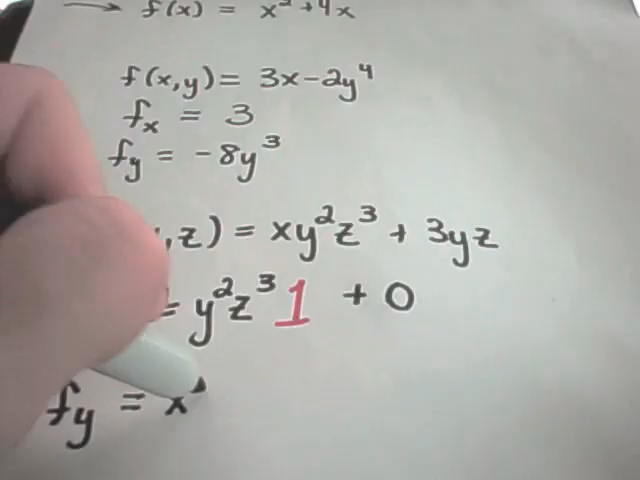 → f(x) = x² + 4x
f(x,y) = 3x - 2y⁴
fx = 3
fy = -8y³
,z) = xy²z³ + 3yz
= y²z³ 1 + 0
fy = x